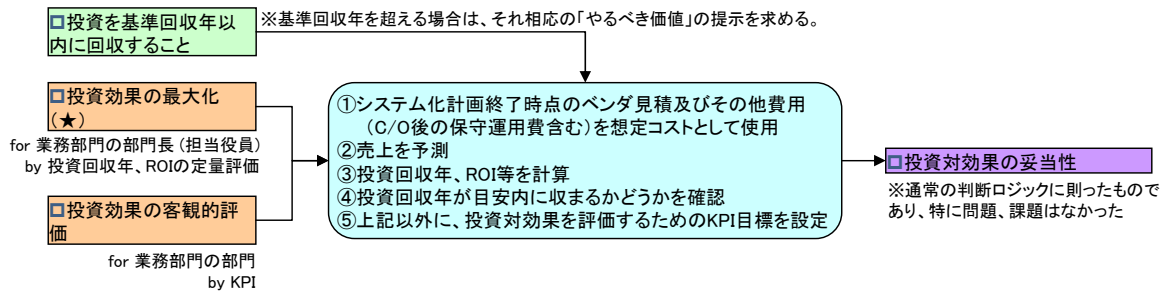 □投資を基準回収年以
内に回収すること
※基準回収年を超える場合は、それ相応の「やるべき価値」の提示を求める。
□投資効果の最大化
(★)
for 業務部門の部門長(担当役員)
by 投資回収年、ROIの定量評価
□投資効果の客観的評
価
for 業務部門の部門
by KPI
①システム化計画終了時点のベンダ見積及びその他費用
(C/O後の保守運用費含む)を想定コストとして使用
②売上を予測
③投資回収年、ROI等を計算
④投資回収年が目安内に収まるかどうかを確認
⑤上記以外に、投資対効果を評価するためのKPI目標を設定
□投資対効果の妥当性
※通常の判断ロジックに則ったもので
あり、特に問題、課題はなかった